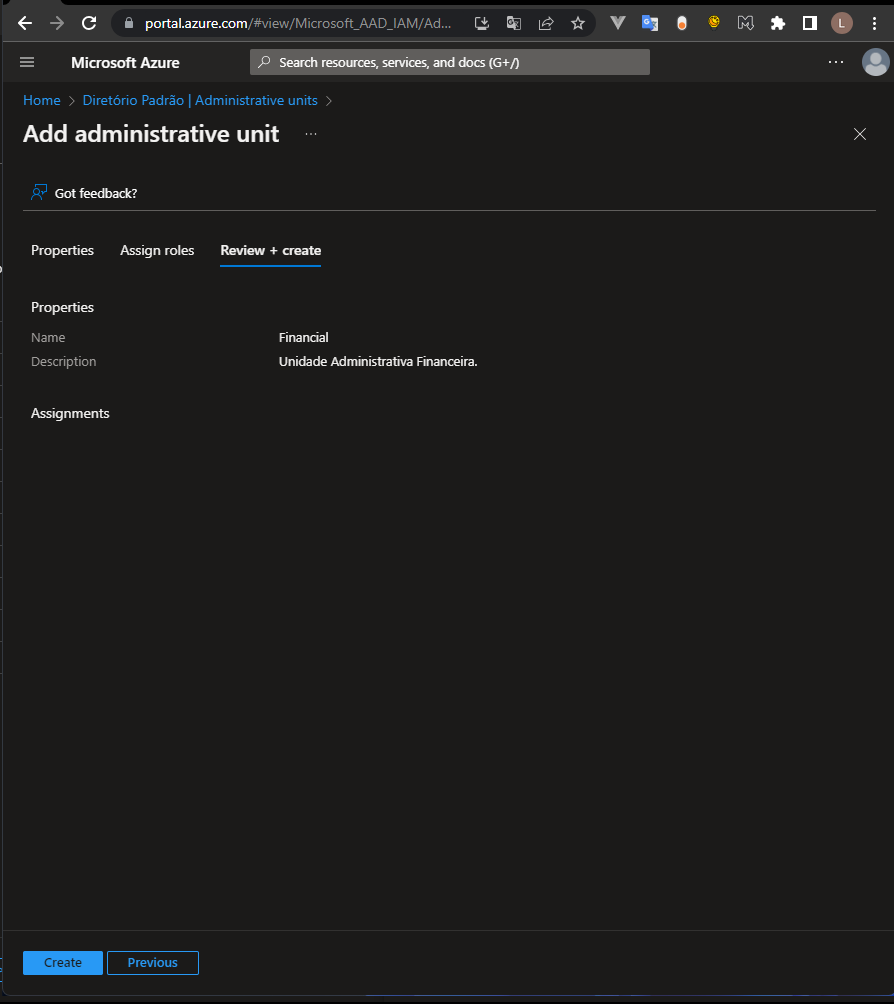 portal.azure.com/#view/Microsoft_AAD_IAM/Ad...
L
Microsoft Azure
Search resources, services, and docs (G+/)
Home > Diretório Padrão | Administrative units >
Add administrative unit ...
Got feedback?
Properties Assign roles Review + create
Properties
Name Financial
Description Unidade Administrativa Financeira.
Assignments
Create Previous